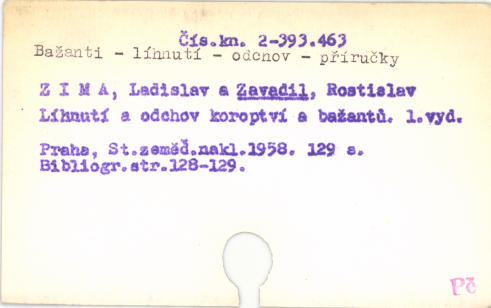 Čís.kn. 2-393.463
Bažanti - líhnutí - odchov - příručky
Z I M A, Ladislav a Zavadil, Rostislav
Líhnutí a odchov koroptví a bažantů. 1.vyd.
Praha, St.zeměd.nakl.1958. 129 s.
Bibliogr.str.128-129.
Pč